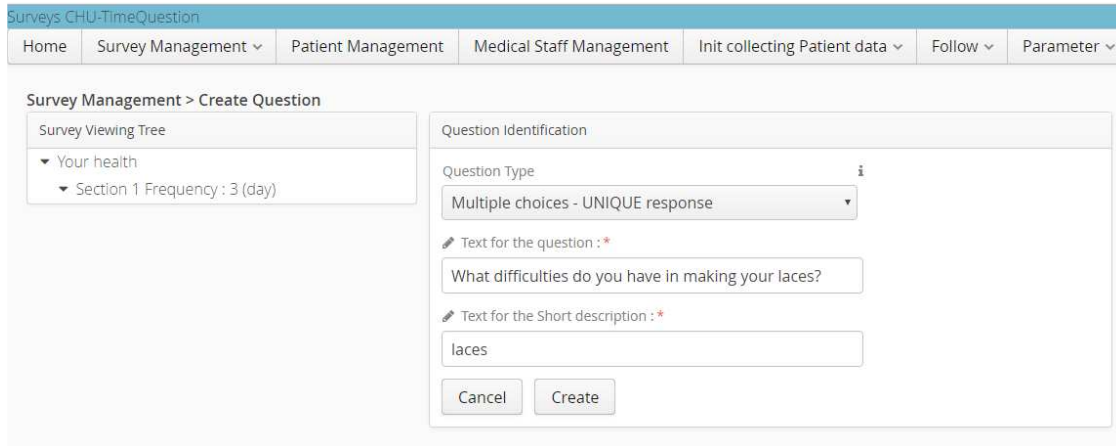 Surveys CHU-TimeQuestion
Home Survey Management Patient Management Medical Staff Management Init collecting Patient data Follow Parameter
Survey Management > Create Question
Survey Viewing Tree
Your health
Section 1 Frequency : 3 (day)
Question Identification
Question Type
Multiple choices - UNIQUE response
Text for the question : *
What difficulties do you have in making your laces?
Text for the Short description : *
laces
Cancel Create